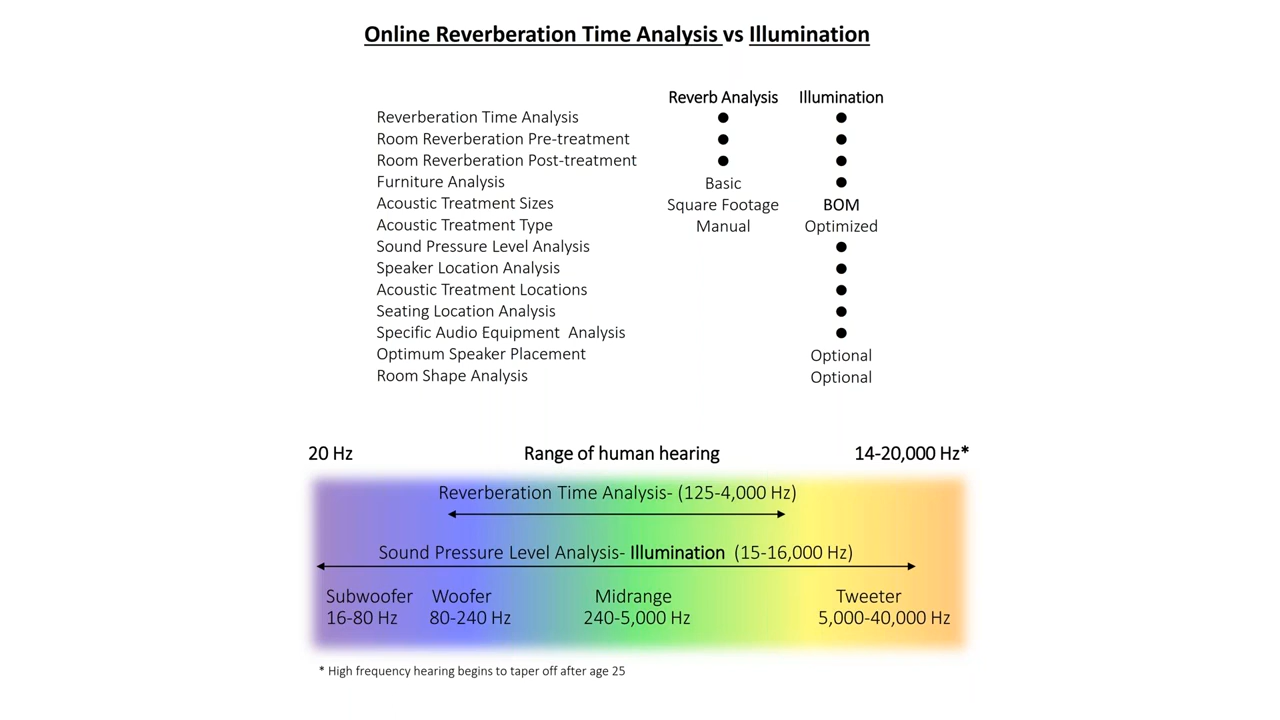 Online Reverberation Time Analysis vs Illumination
Reverb Analysis Illumination
Reverberation Time Analysis ● ●
Room Reverberation Pre-treatment ● ●
Room Reverberation Post-treatment ● ●
Furniture Analysis Basic ●
Acoustic Treatment Sizes Square Footage BOM
Acoustic Treatment Type Manual Optimized
Sound Pressure Level Analysis ●
Speaker Location Analysis ●
Acoustic Treatment Locations ●
Seating Location Analysis ●
Specific Audio Equipment Analysis ●
Optimum Speaker Placement Optional
Room Shape Analysis Optional
20 Hz Range of human hearing 14-20,000 Hz*
Reverberation Time Analysis- (125-4,000 Hz)
Sound Pressure Level Analysis- Illumination (15-16,000 Hz)
Subwoofer Woofer Midrange Tweeter
16-80 Hz 80-240 Hz 240-5,000 Hz 5,000-40,000 Hz
* High frequency hearing begins to taper off after age 25